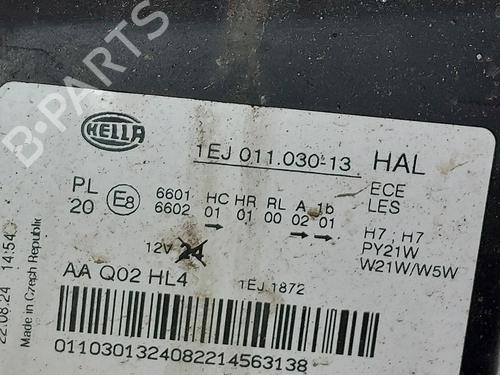 B-PARTS
HELLA
1EJ 011.030-13 HAL
PL 20 E8
6601 HC HR RL A 1b
6602 01 01 00 02 01
ECE
LES
12V 24
H7 ; H7
PY21W
W21W/W5W
AA Q02 HL4
1EJ 1872
0110301324082214563138
22.08.24 14:54
Made in Czech Republic